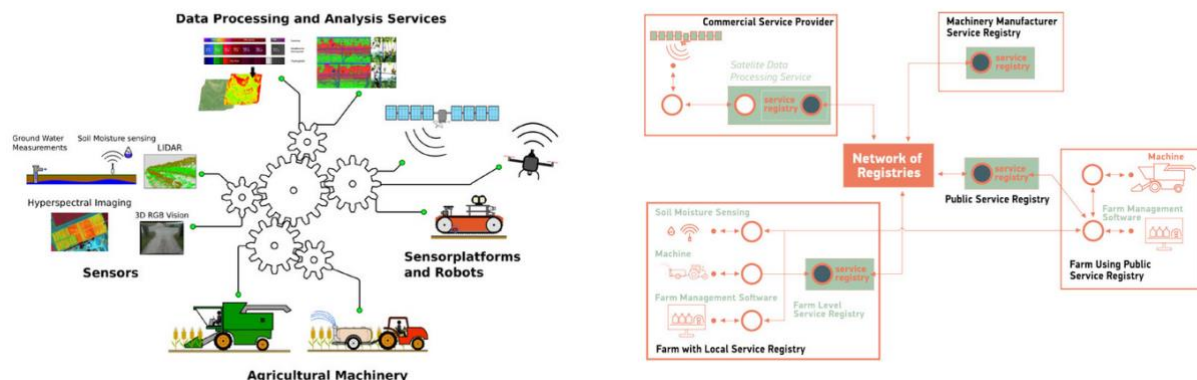 Data Processing and Analysis Services
Ground Water
Measurements
Soil Moisture sensing
LIDAR
Hyperspectral Imaging
3D RGB Vision
Sensors
Sensorplatforms
and Robots
Agricultural Machinery
Commercial Service Provider
Satelite Data
Processing Service
service
registry
Machinery Manufacturer
Service Registry
service
registry
Network of
Registries
service
registry
Public Service Registry
Machine
Farm Management
Software
Farm Using Public
Service Registry
Soil Moisture Sensing
Machine
Farm Management Software
service
registry
Farm Level
Service Registry
Farm with Local Service Registry